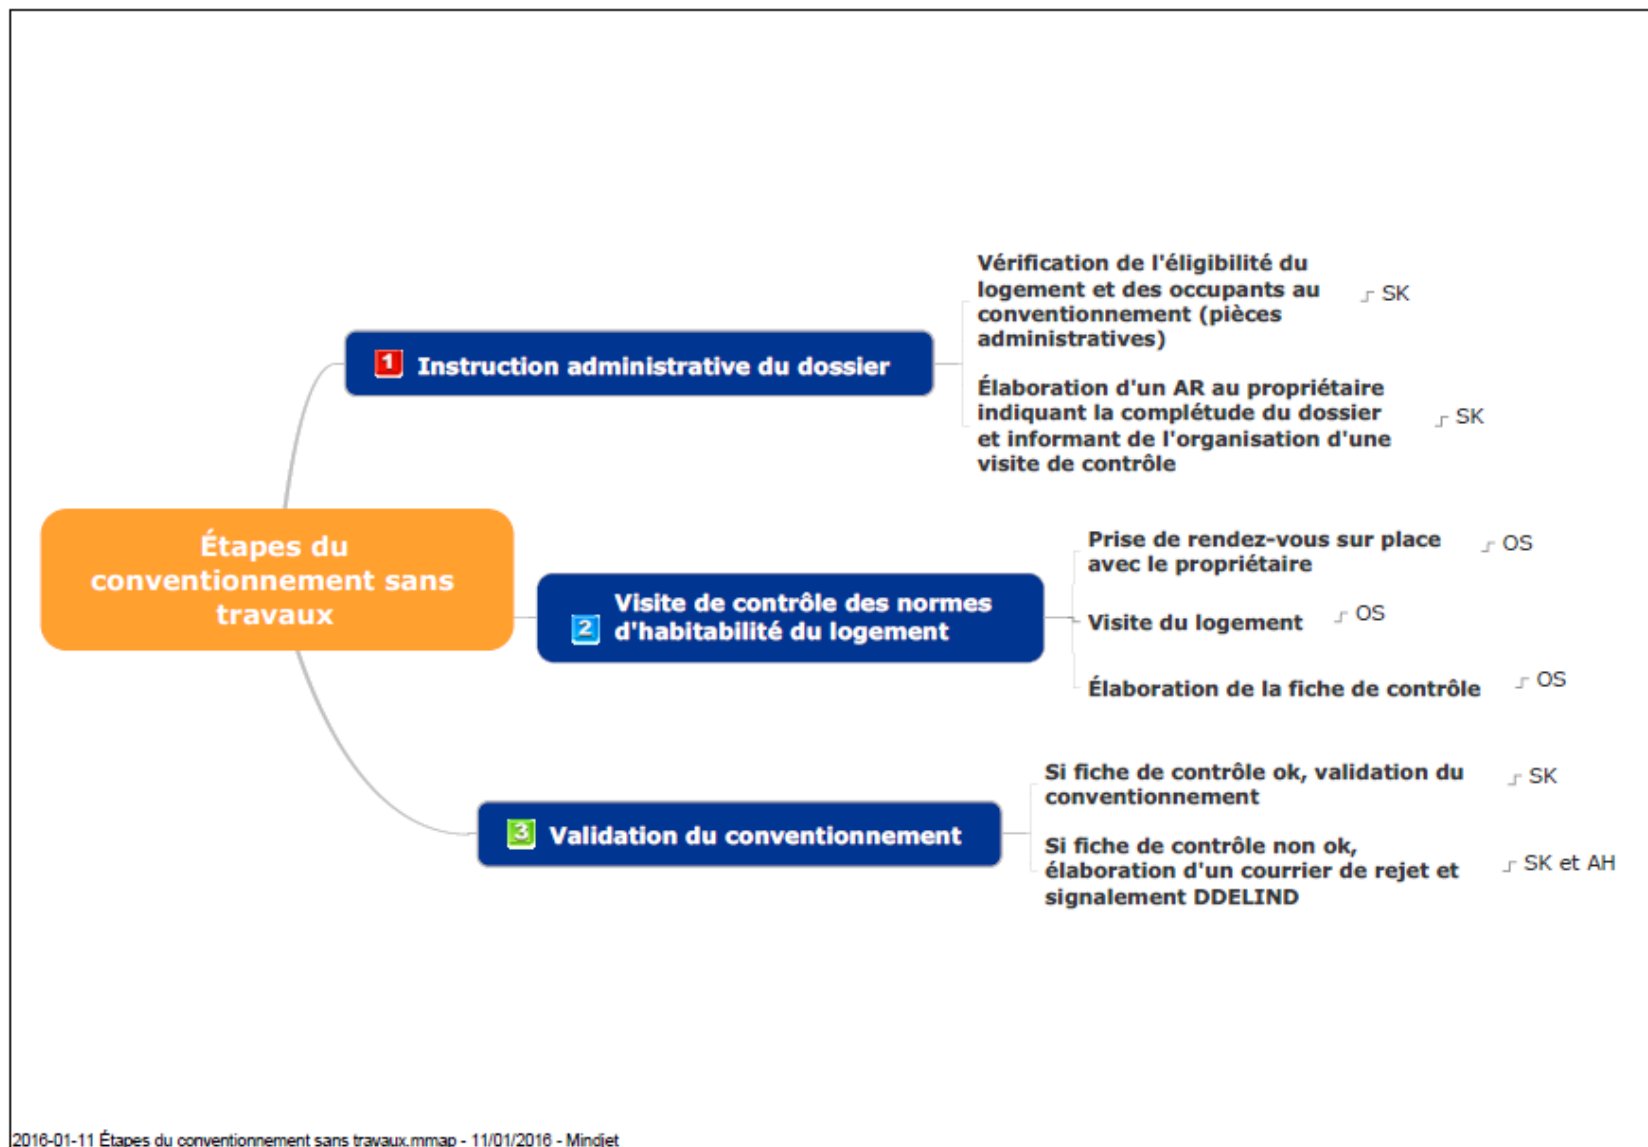 Étapes du
conventionnement sans
travaux
1 Instruction administrative du dossier
Vérification de l'éligibilité du
logement et des occupants au
conventionnement (pièces
administratives)
SK
Élaboration d'un AR au propriétaire
indiquant la complétude du dossier
et informant de l'organisation d'une
visite de contrôle
SK
2 Visite de contrôle des normes
d'habitabilité du logement
Prise de rendez-vous sur place
avec le propriétaire
OS
Visite du logement
OS
Élaboration de la fiche de contrôle
OS
3 Validation du conventionnement
Si fiche de contrôle ok, validation du
conventionnement
SK
Si fiche de contrôle non ok,
élaboration d'un courrier de rejet et
signalement DDELIND
SK et AH
2016-01-11 Étapes du conventionnement sans travaux.mmap - 11/01/2016 - Mindjet